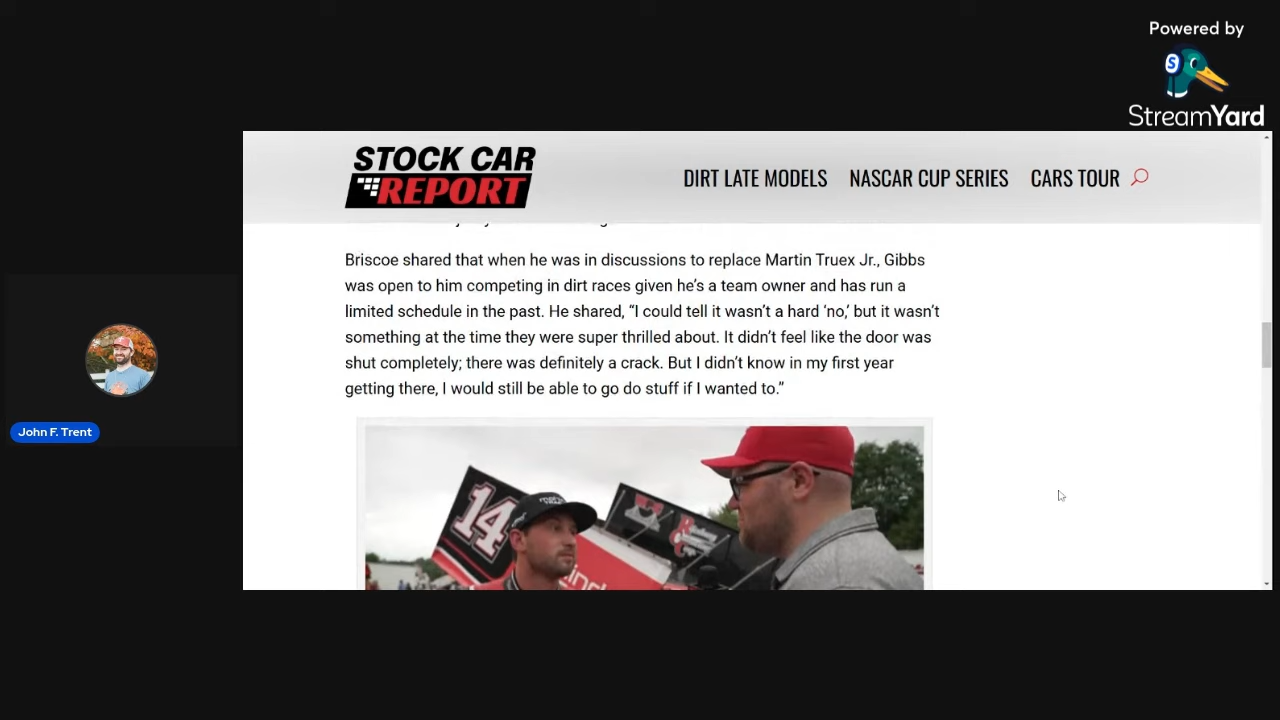 Powered by
StreamYard
STOCK CAR
REPORT
DIRT LATE MODELS NASCAR CUP SERIES CARS TOUR
Briscoe shared that when he was in discussions to replace Martin Truex Jr., Gibbs
was open to him competing in dirt races given he’s a team owner and has run a
limited schedule in the past. He shared, “I could tell it wasn’t a hard ‘no,’ but it wasn’t
something at the time they were super thrilled about. It didn’t feel like the door was
shut completely; there was definitely a crack. But I didn’t know in my first year
getting there, I would still be able to go do stuff if I wanted to.”
14
John F. Trent